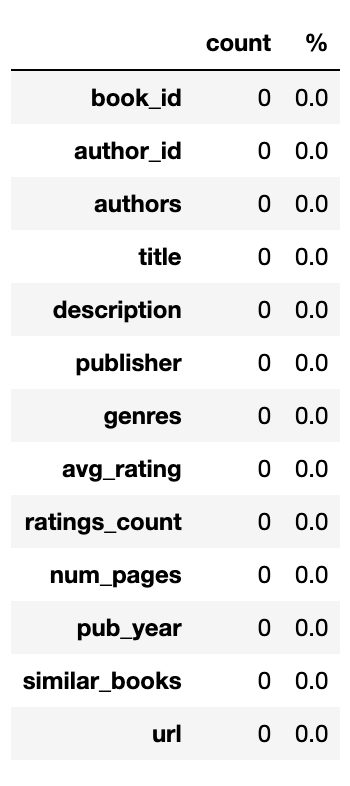 count %
book_id 0 0.0
author_id 0 0.0
authors 0 0.0
title 0 0.0
description 0 0.0
publisher 0 0.0
genres 0 0.0
avg_rating 0 0.0
ratings_count 0 0.0
num_pages 0 0.0
pub_year 0 0.0
similar_books 0 0.0
url 0 0.0